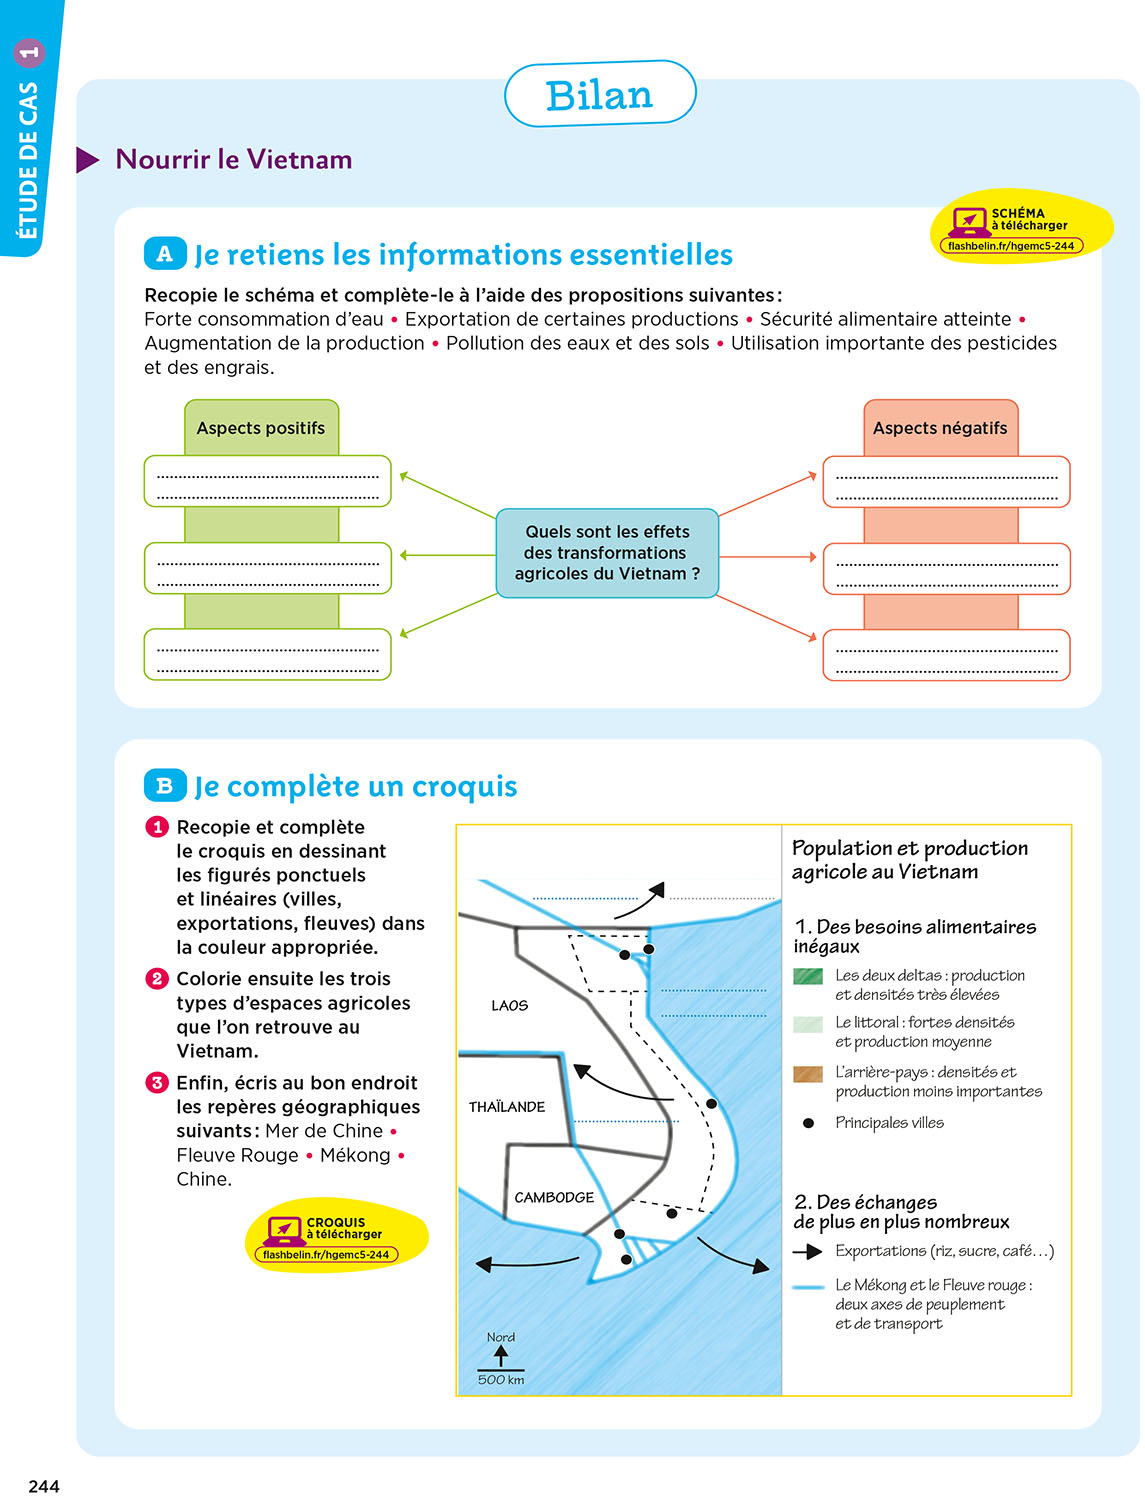 ÉTUDE DE CAS 1
Bilan
Nourrir le Vietnam
SCHÉMA
à télécharger
flashbelin.fr/hgemc5-244
A Je retiens les informations essentielles
Recopie le schéma et complète-le à l'aide des propositions suivantes :
Forte consommation d'eau • Exportation de certaines productions • Sécurité alimentaire atteinte •
Augmentation de la production • Pollution des eaux et des sols • Utilisation importante des pesticides
et des engrais.
Aspects positifs
Aspects négatifs
Quels sont les effets
des transformations
agricoles du Vietnam ?
B Je complète un croquis
1 Recopie et complète
le croquis en dessinant
les figurés ponctuels
et linéaires (villes,
exportations, fleuves) dans
la couleur appropriée.
2 Colorie ensuite les trois
types d'espaces agricoles
que l'on retrouve au
Vietnam.
3 Enfin, écris au bon endroit
les repères géographiques
suivants : Mer de Chine •
Fleuve Rouge • Mékong •
Chine.
CROQUIS
à télécharger
flashbelin.fr/hgemc5-244
LAOS
THAÏLANDE
CAMBODGE
Nord
500 km
Population et production
agricole au Vietnam
1. Des besoins alimentaires
inégaux
Les deux deltas : production
et densités très élevées
Le littoral : fortes densités
et production moyenne
L'arrière-pays : densités et
production moins importantes
Principales villes
2. Des échanges
de plus en plus nombreux
Exportations (riz, sucre, café…)
Le Mékong et le Fleuve rouge :
deux axes de peuplement
et de transport
244